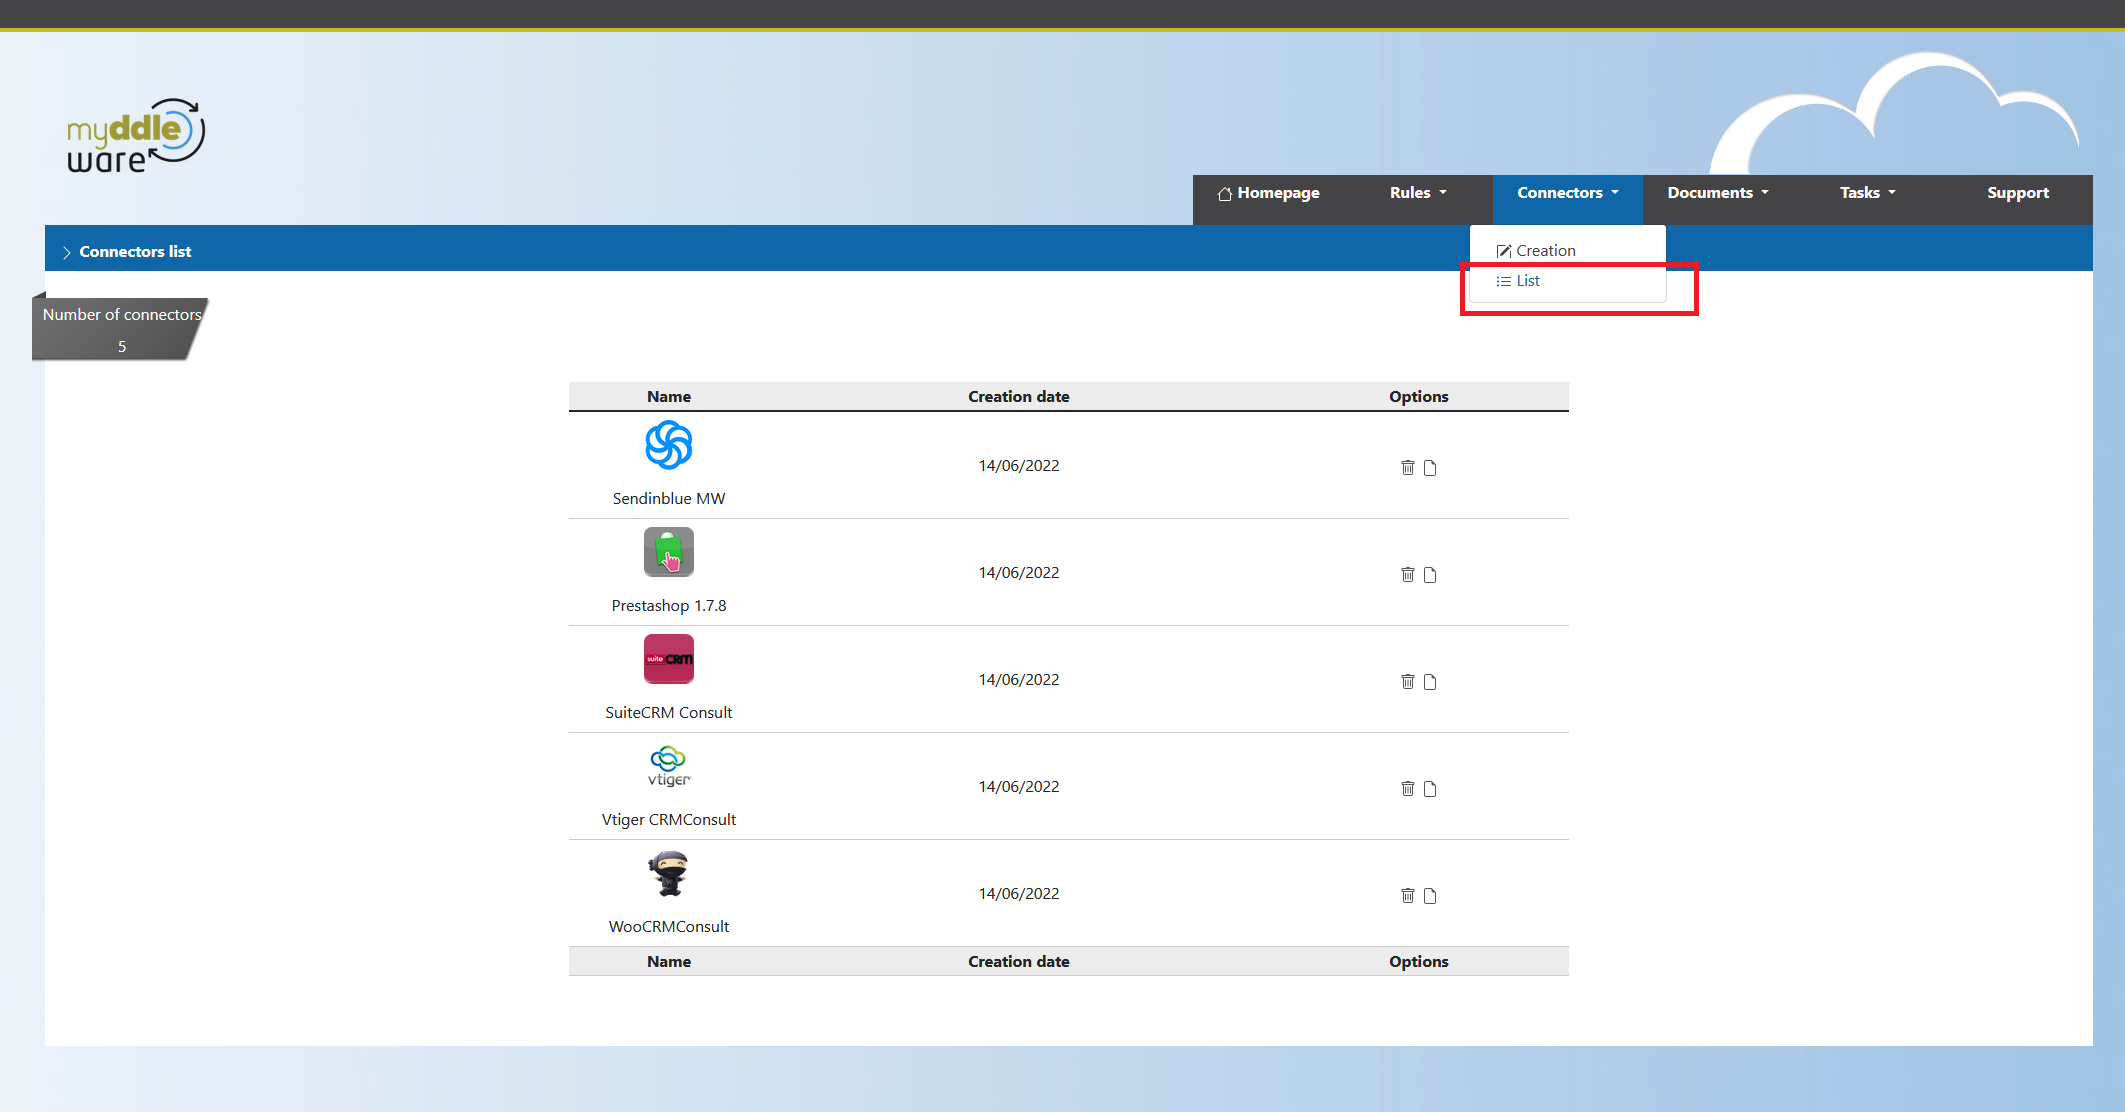 myddle
ware
Homepage Rules Connectors Documents Tasks Support
Connectors list
Creation
List
Number of connectors
5
Name Creation date Options
14/06/2022
Sendinblue MW
14/06/2022
Prestashop 1.7.8
suite CRM
14/06/2022
SuiteCRM Consult
vtiger
14/06/2022
Vtiger CRMConsult
14/06/2022
WooCRMConsult
Name Creation date Options